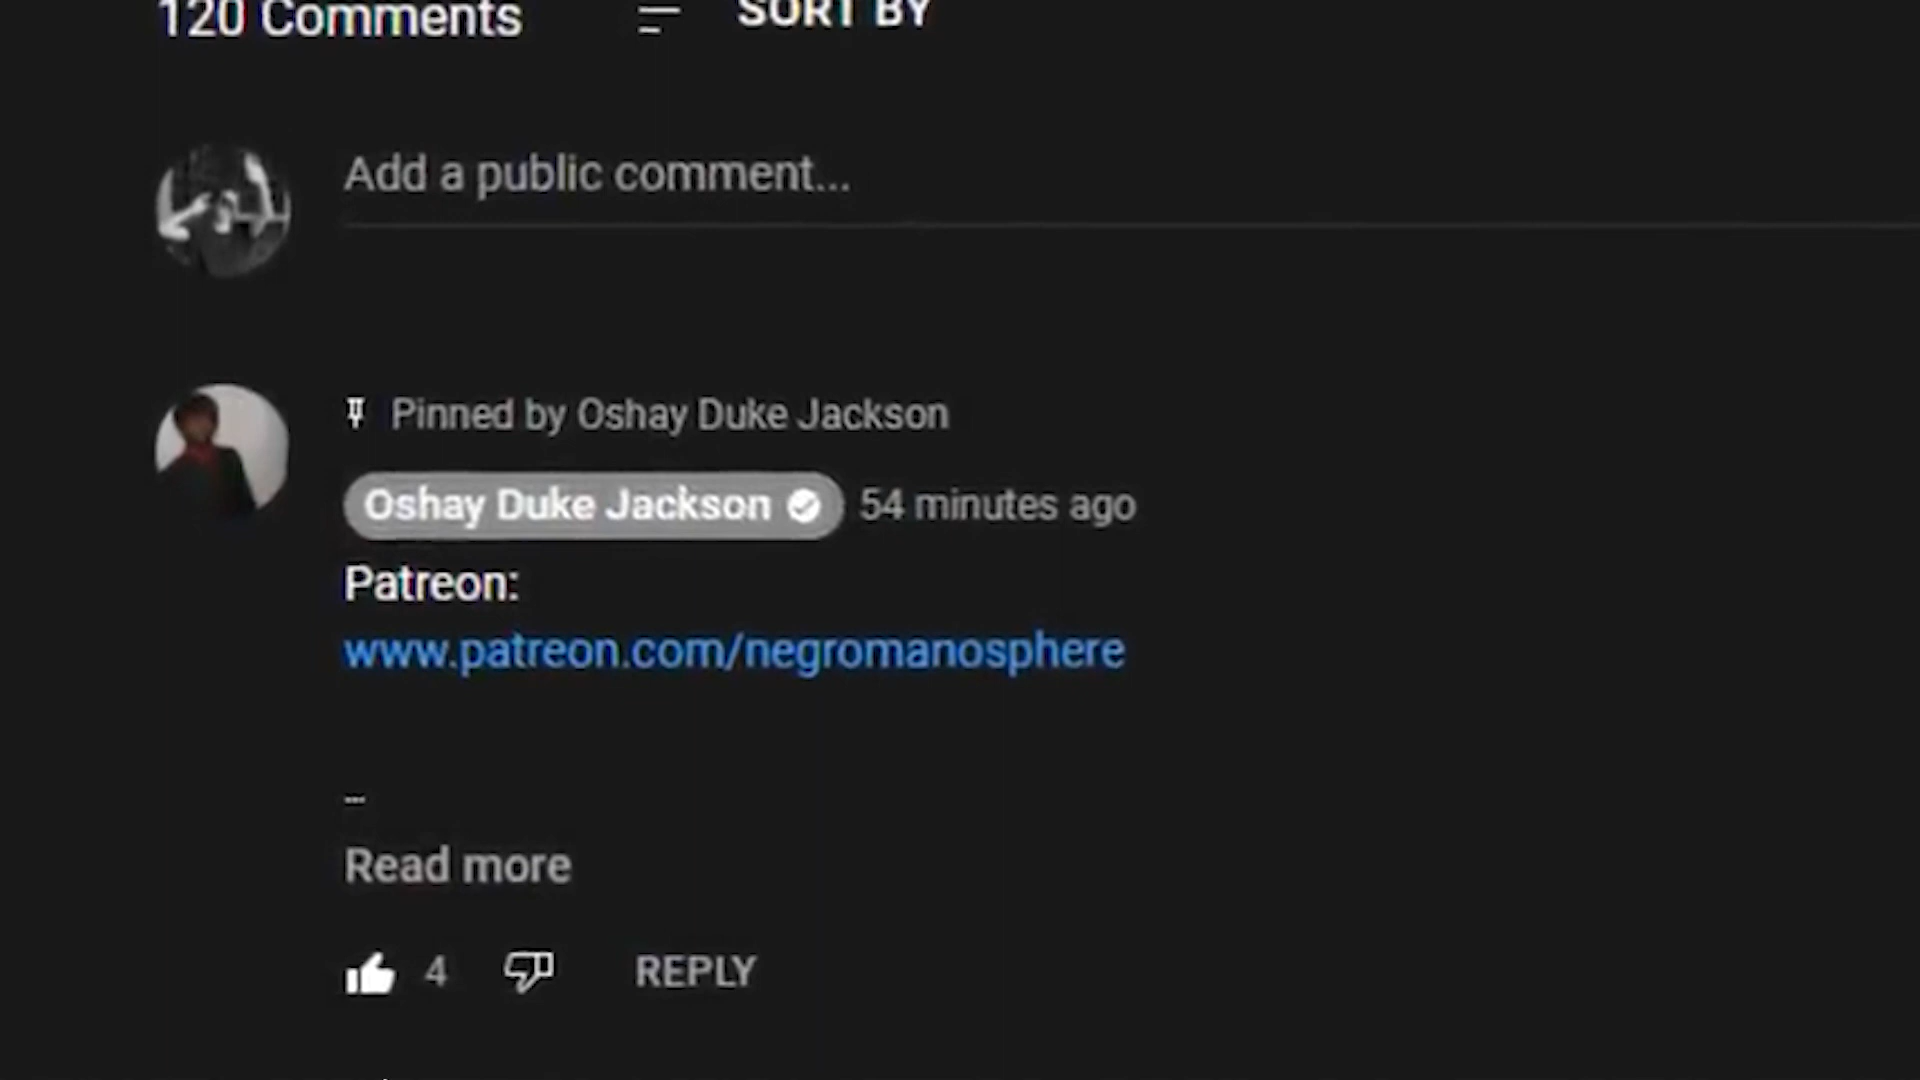 120 Comments
SORT BY
Add a public comment...
Pinned by Oshay Duke Jackson
Oshay Duke Jackson 54 minutes ago
Patreon:
www.patreon.com/negromanosphere
--
Read more
4
REPLY